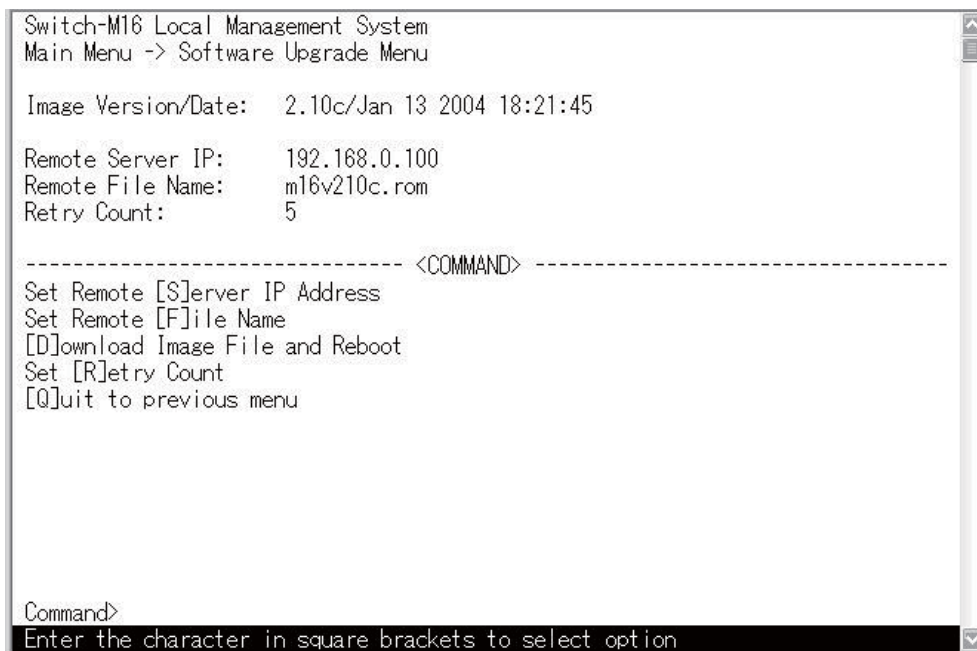 Switch-M16 Local Management System
Main Menu -> Software Upgrade Menu
Image Version/Date: 2.10c/Jan 13 2004 18:21:45
Remote Server IP: 192.168.0.100
Remote File Name: m16v210c.rom
Retry Count: 5
-------------------------------- <COMMAND> -----------------------------------
Set Remote [S]erver IP Address
Set Remote [F]ile Name
[D]ownload Image File and Reboot
Set [R]etry Count
[Q]uit to previous menu
Command>
Enter the character in square brackets to select option